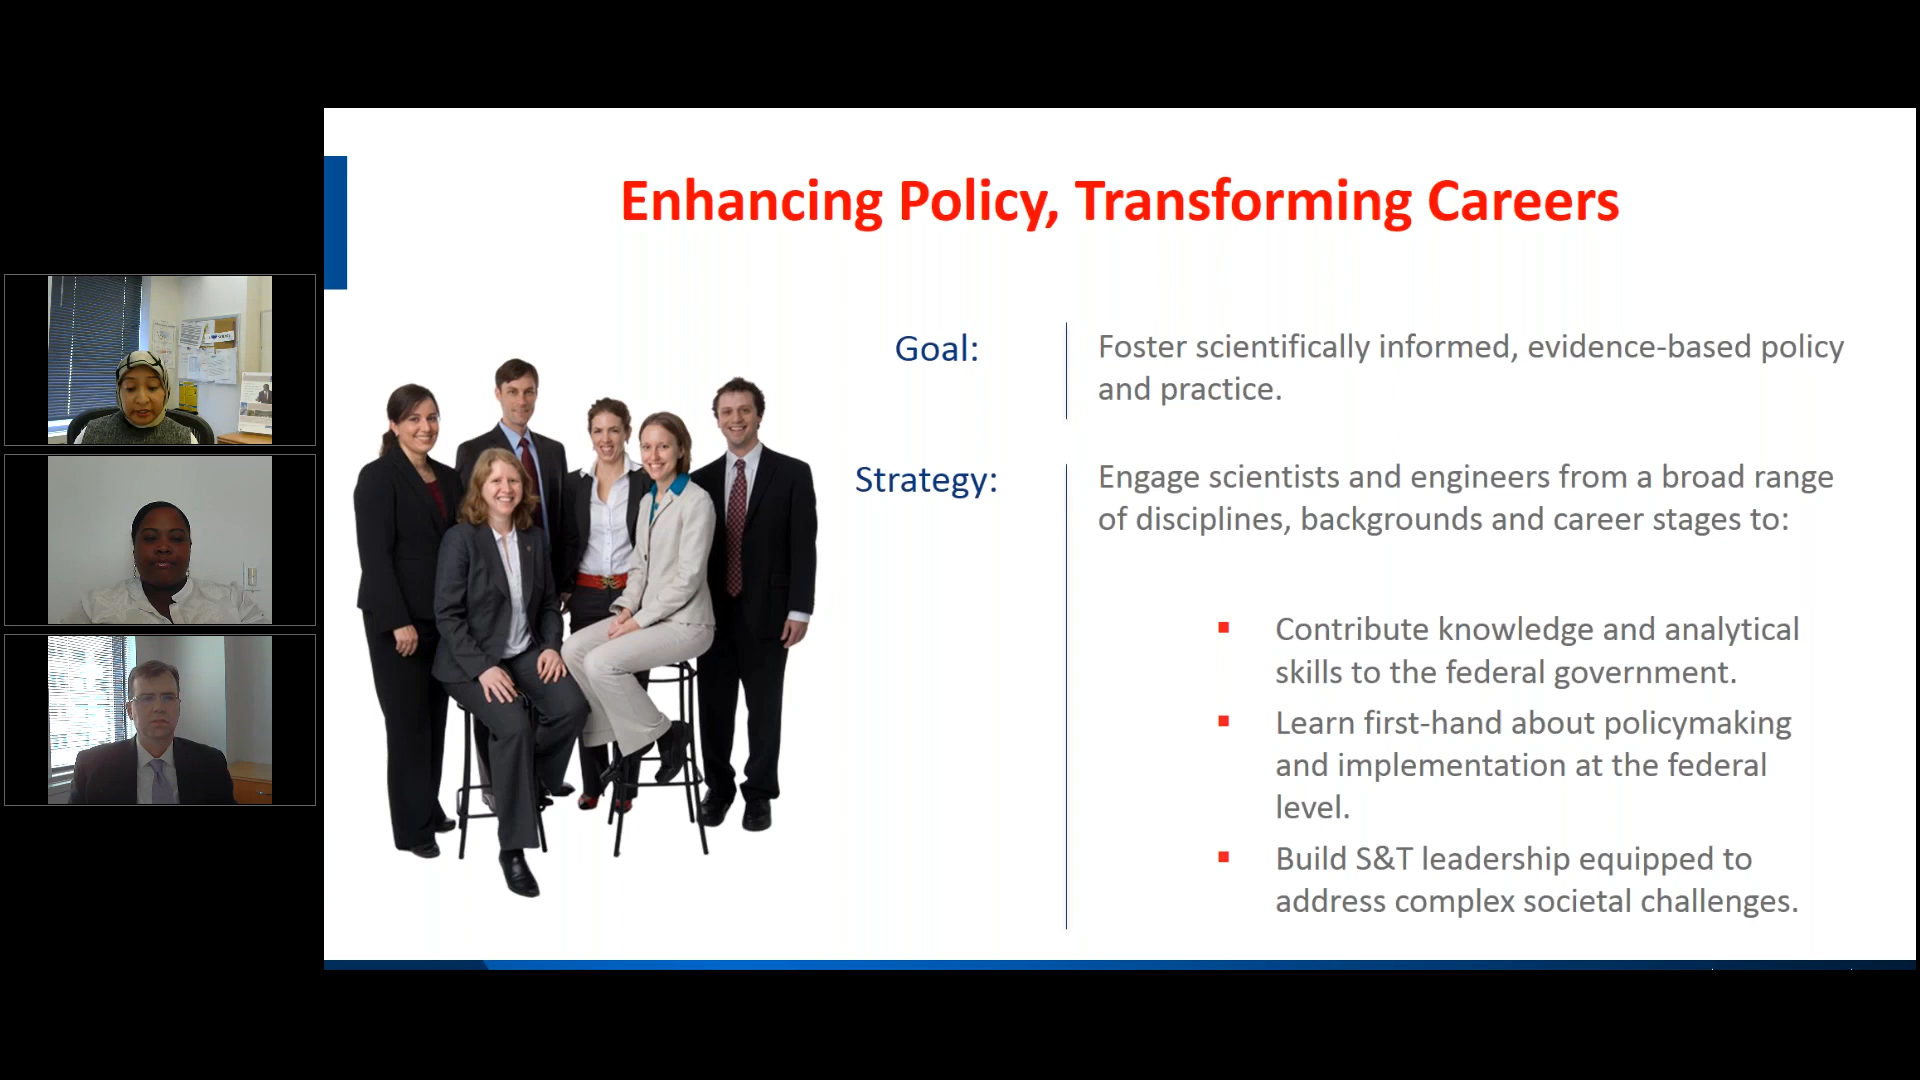 Enhancing Policy, Transforming Careers
Goal:
Foster scientifically informed, evidence-based policy
and practice.
Strategy:
Engage scientists and engineers from a broad range
of disciplines, backgrounds and career stages to:
▪ Contribute knowledge and analytical
skills to the federal government.
▪ Learn first-hand about policymaking
and implementation at the federal
level.
▪ Build S&T leadership equipped to
address complex societal challenges.